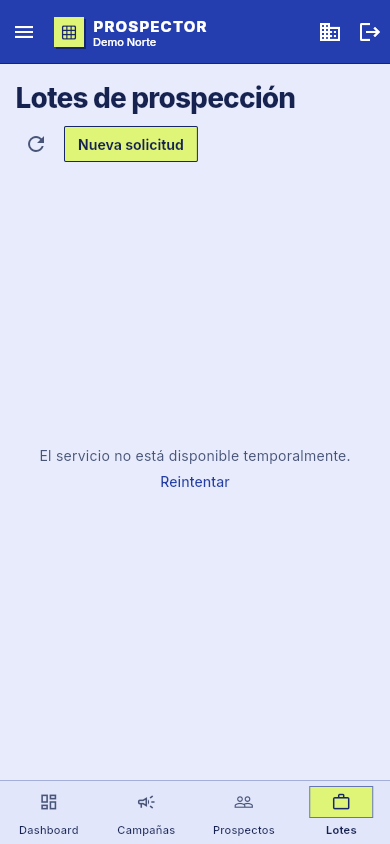 PROSPECTOR
Demo Norte
Lotes de prospección
Nueva solicitud
El servicio no está disponible temporalmente.
Reintentar
Dashboard
Campañas
Prospectos
Lotes